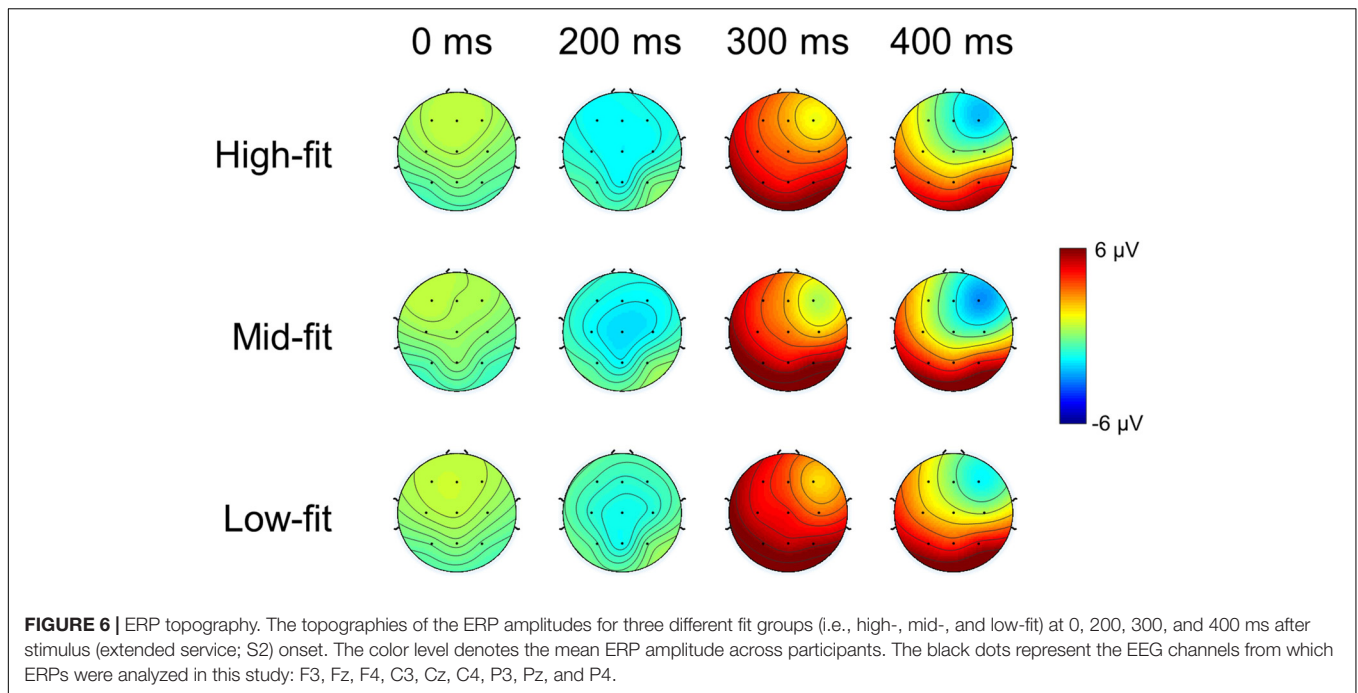 0 ms 200 ms 300 ms 400 ms
High-fit
Mid-fit
6 µV
-6 µV
Low-fit
FIGURE 6 | ERP topography. The topographies of the ERP amplitudes for three different fit groups (i.e., high-, mid-, and low-fit) at 0, 200, 300, and 400 ms after
stimulus (extended service; S2) onset. The color level denotes the mean ERP amplitude across participants. The black dots represent the EEG channels from which
ERPs were analyzed in this study: F3, Fz, F4, C3, Cz, C4, P3, Pz, and P4.